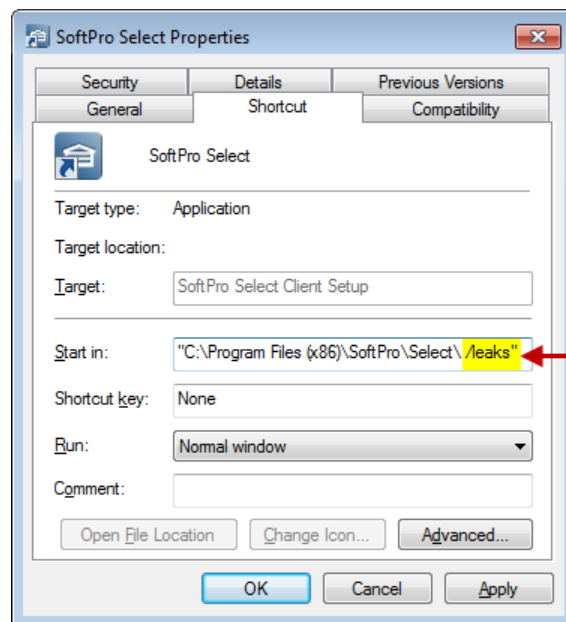 SoftPro Select Properties
Security Details Previous Versions
General Shortcut Compatibility
SoftPro Select
Target type: Application
Target location:
Target: SoftPro Select Client Setup
Start in: "C:\Program Files (x86)\SoftPro\Select\ /leaks"
Shortcut key: None
Run: Normal window
Comment:
Open File Location Change Icon... Advanced...
OK Cancel Apply